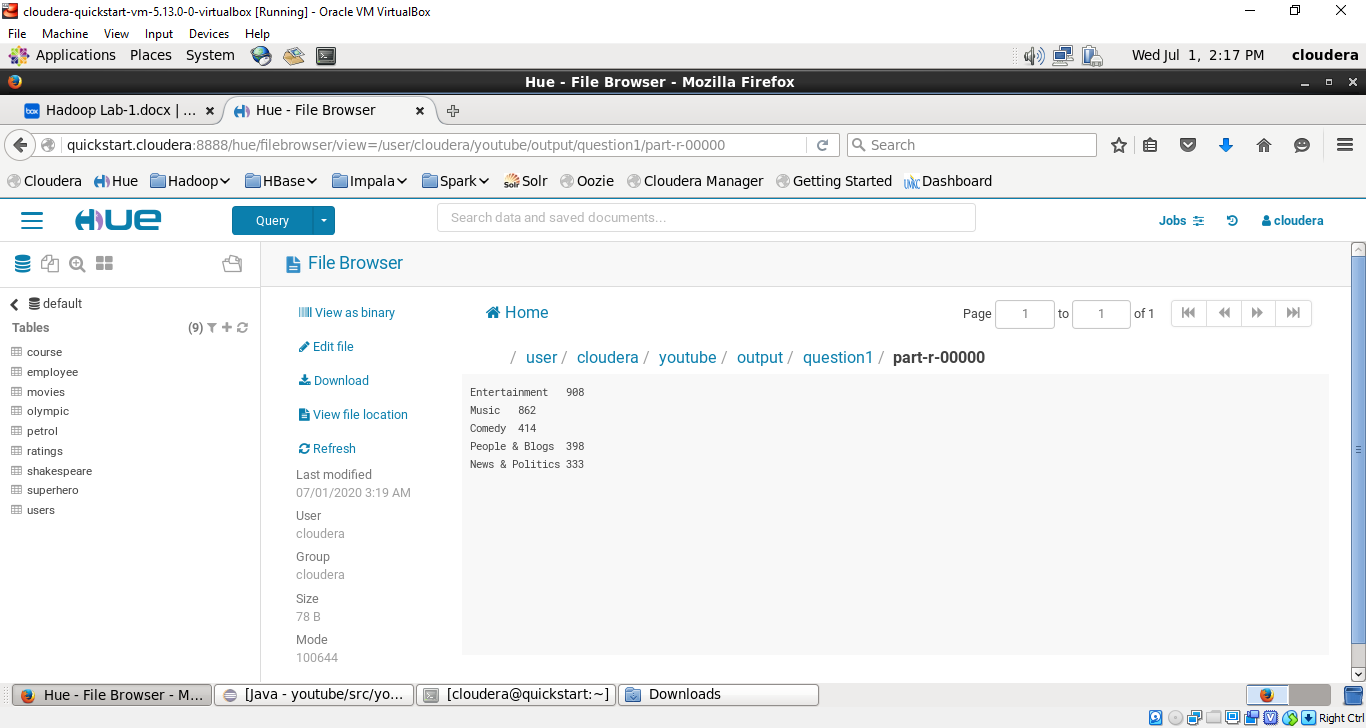 cloudera-quickstart-vm-5.13.0-0-virtualbox [Running] - Oracle VM VirtualBox
File Machine View Input Devices Help
Applications Places System Wed Jul 1, 2:17 PM cloudera
Hue - File Browser - Mozilla Firefox
box Hadoop Lab-1.docx | ... Hue - File Browser
quickstart.cloudera:8888/hue/filebrowser/view=/user/cloudera/youtube/output/question1/part-r-00000 Search
Cloudera Hue Hadoop HBase Impala Spark Solr Solr Oozie Cloudera Manager Getting Started UMKC Dashboard
HUE Query Search data and saved documents... Jobs cloudera
File Browser
default
Tables (9)
course
employee
movies
olympic
petrol
ratings
shakespeare
superhero
users
View as binary
Edit file
Download
View file location
Refresh
Last modified
07/01/2020 3:19 AM
User
cloudera
Group
cloudera
Size
78 B
Mode
100644
Home Page 1 to 1 of 1
/ user / cloudera / youtube / output / question1 / part-r-00000
Entertainment 908
Music 862
Comedy 414
People & Blogs 398
News & Politics 333
Hue - File Browser - M... [Java - youtube/src/yo... [cloudera@quickstart:~] Downloads
Right Ctrl